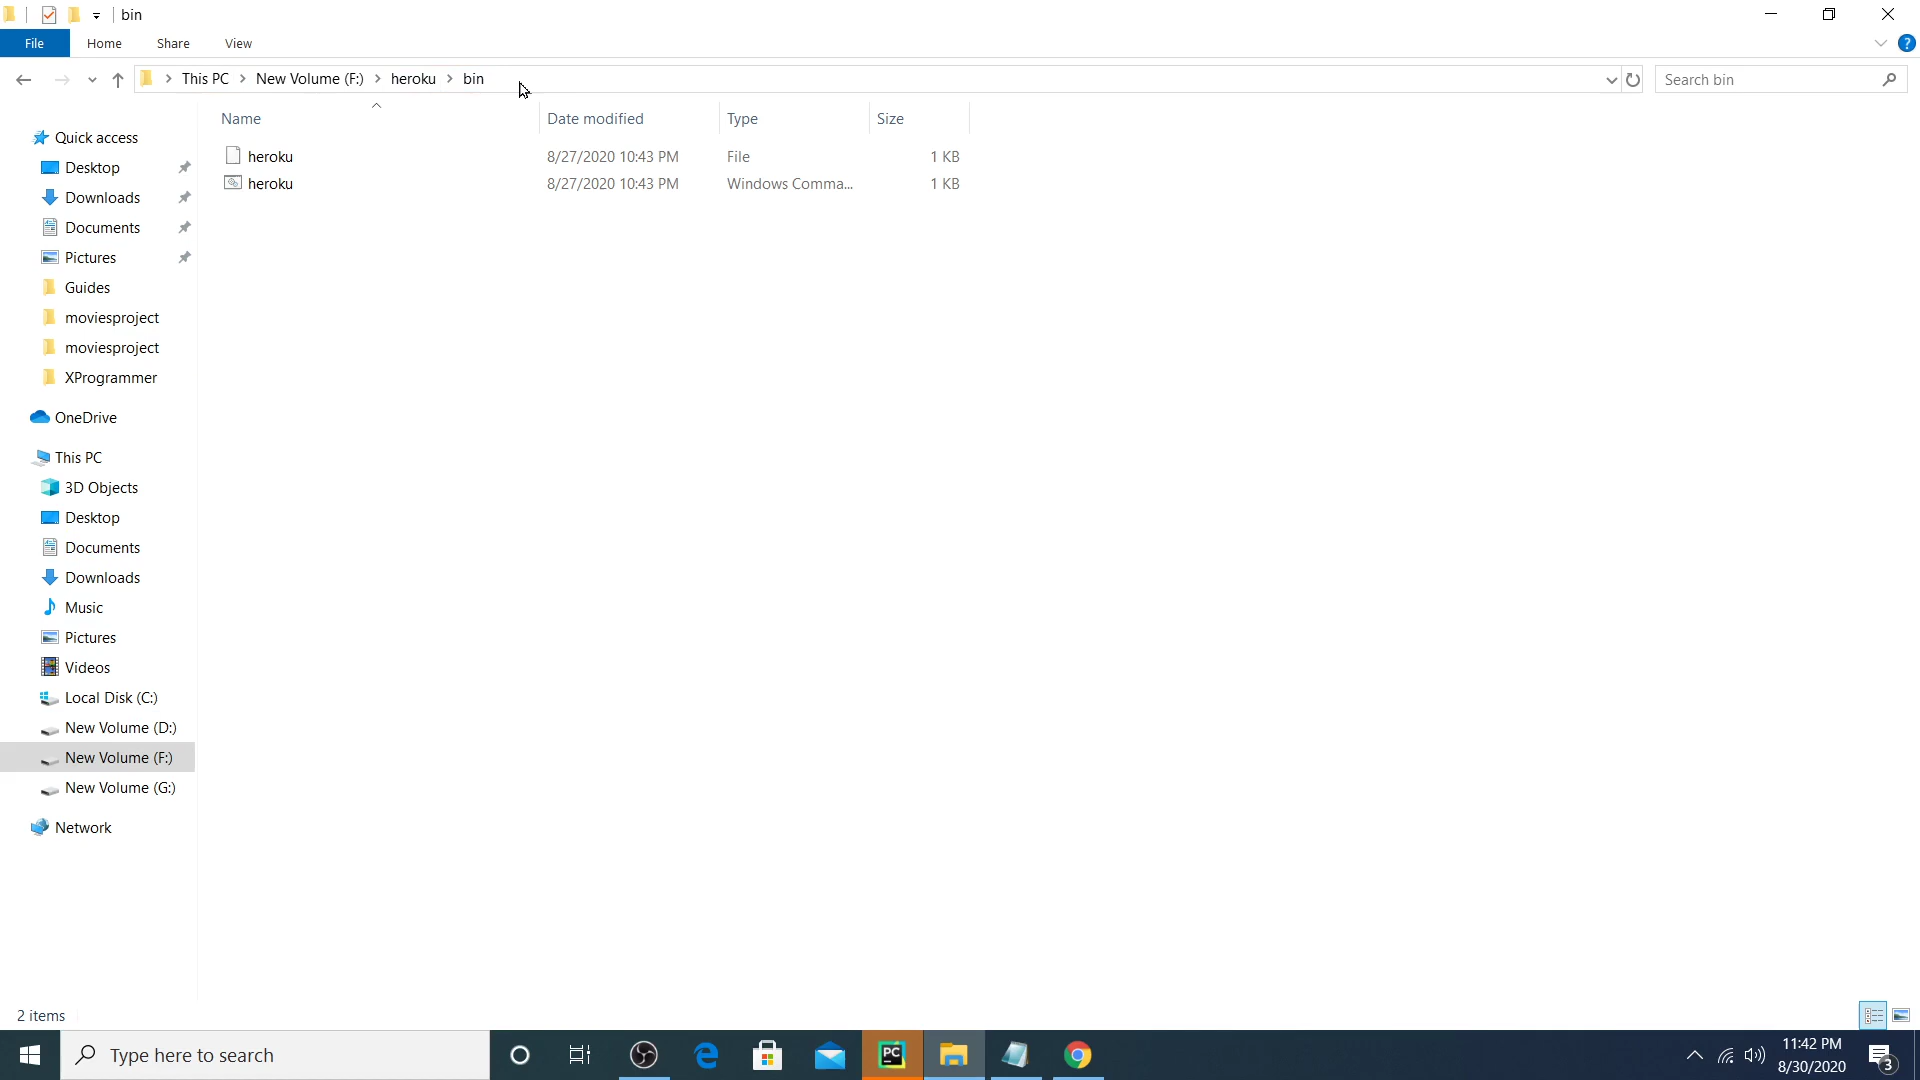 bin
File Home Share View
This PC New Volume (F:) heroku bin
Search bin
Name Date modified Type Size
heroku 8/27/2020 10:43 PM File 1 KB
heroku 8/27/2020 10:43 PM Windows Comma... 1 KB
Quick access
Desktop
Downloads
Documents
Pictures
Guides
moviesproject
moviesproject
XProgrammer
OneDrive
This PC
3D Objects
Desktop
Documents
Downloads
Music
Pictures
Videos
Local Disk (C:)
New Volume (D:)
New Volume (F:)
New Volume (G:)
Network
2 items
Type here to search
PC
11:42 PM
8/30/2020
3